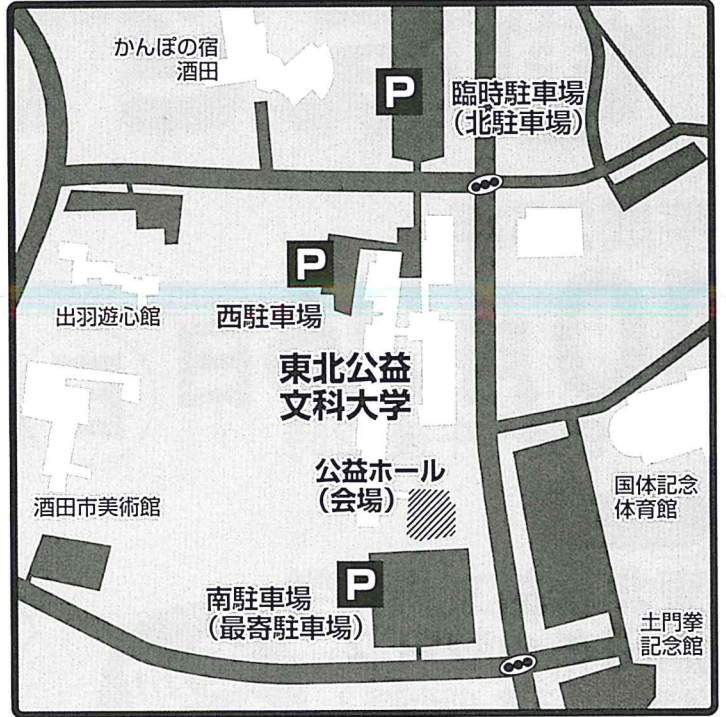 かんぽの宿
酒田
P
臨時駐車場
（北駐車場）
P
出羽遊心館
西駐車場
東北公益
文科大学
公益ホール
（会場）
酒田市美術館
国体記念
体育館
P
南駐車場
（最寄駐車場）
土門拳
記念館